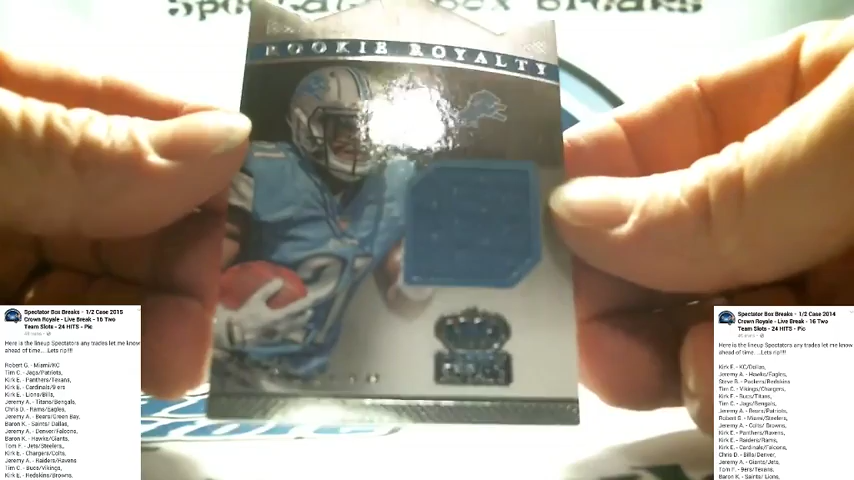 Spectator Box Breaks
ROOKIE ROYALTY
CROWN
ROYALE
Spectator Box Breaks - 1/2 Case 2015
Crown Royale - Live Break - 16 Two
Team Slots - 24 HITS - Pic
Here is the lineup Spectators any trades let me know
ahead of time....Lets rip!!!!
Robert G. - Miami/KC
Tim C. - Jags/Patriots,
Kirk E. - Panthers/Texans,
Kirk E. - Cardinals/9ers
Kirk E. - Lions/Bills,
Jeremy A. - Titans/Bengals,
Chris D. - Rams/Eagles,
Jeremy A. - Bears/Green Bay,
Baron K. - Saints/ Dallas,
Jeremy A. - Denver/Falcons,
Baron K. - Hawks/Giants,
Tom F. - Jets/Steelers,,
Kirk E. - Chargers/Colts,
Jeremy A. - Raiders/Ravens
Tim C. - Bucs/Vikings,
Kirk E. - Redskins/Browns,
Spectator Box Breaks - 1/2 Case 2014
Crown Royale - Live Break - 16 Two
Team Slots - 24 HITS - Pic
Here is the lineup Spectators any trades let me know
ahead of time....Lets rip!!!!
Kirk E. - KC/Dallas,
Jeremy A. - Hawks/Eagles,
Steve B. - Packers/Redskins
Tim C. - Vikings/Chargers,
Kirk E. - Bucs/Titans,
Tim C. - Jags/Bengals,
Jeremy A. - Bears/Patriots,
Robert G. - Miami/Steelers,
Jeremy A. - Colts/ Browns,
Kirk E. - Panthers/Ravens,
Kirk E. - Raiders/Rams,
Kirk E. - Cardinals/Falcons,
Chris D. - Bills/Denver,
Jeremy A. - Giants/Jets,
Tom F. - 9ers/Texans,
Baron K. - Saints/ Lions,